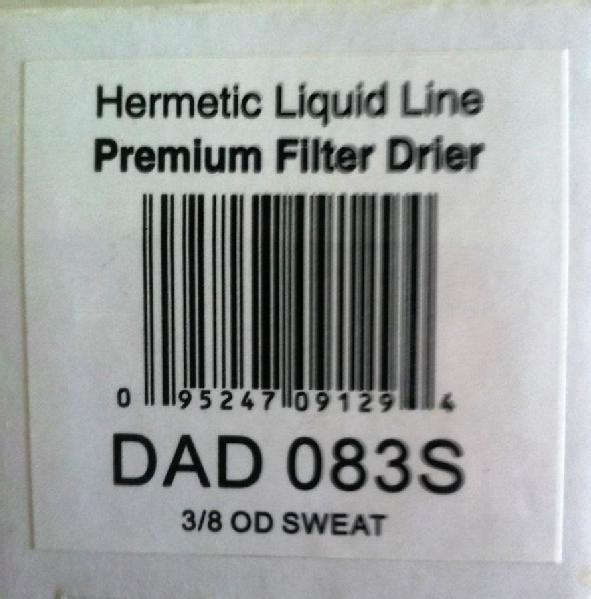 Hermetic Liquid Line
Premium Filter Drier
0 95247 09129 4
DAD 083S
3/8 OD SWEAT